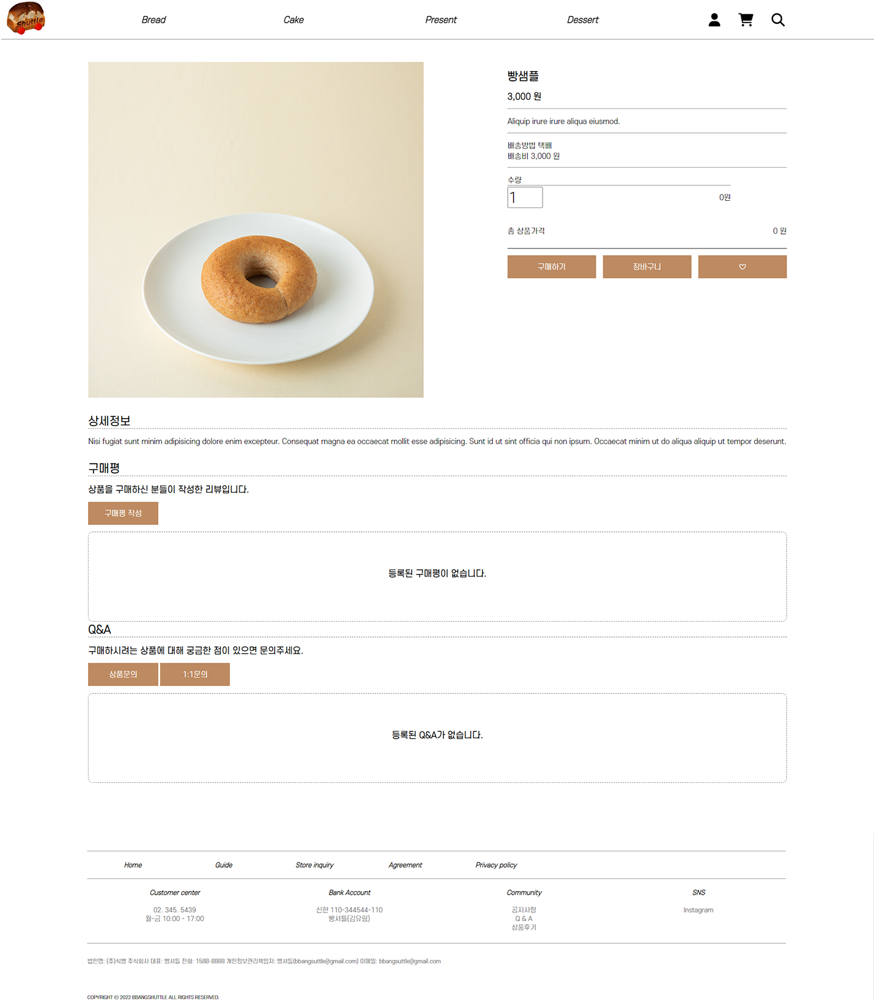 Shuttle
Bread Cake Present Dessert
빵샘플
3,000 원
Aliquip irure irure aliqua eiusmod.
배송방법 택배
배송비 3,000 원
수량
1 0원
총 상품가격 0 원
구매하기 장바구니 ♡
상세정보
Nisi fugiat sunt minim adipisicing dolore enim excepteur. Consequat magna ea occaecat mollit esse adipisicing. Sunt id ut sint officia qui non ipsum. Occaecat minim ut do aliqua aliquip ut tempor deserunt.
구매평
상품을 구매하신 분들이 작성한 리뷰입니다.
구매평 작성
등록된 구매평이 없습니다.
Q&A
구매하시려는 상품에 대해 궁금한 점이 있으면 문의주세요.
상품문의 1:1문의
등록된 Q&A가 없습니다.
Home Guide Store inquiry Agreement Privacy policy
Customer center Bank Account Community SNS
02. 345. 5439 신한 110-344544-110 공지사항 Instagram
월-금 10:00 - 17:00 빵셔틀(김유림) Q & A
상품후기
법인명: (주)식빵 주식회사 대표: 빵셔틀 전화: 1588-8888 개인정보관리책임자: 빵셔틀(bbangsuttle@gmail.com) 이메일: bbangsuttle@gmail.com
COPYRIGHT ⓒ 2022 BBANGSHUTTLE ALL RIGHTS RESERVED.